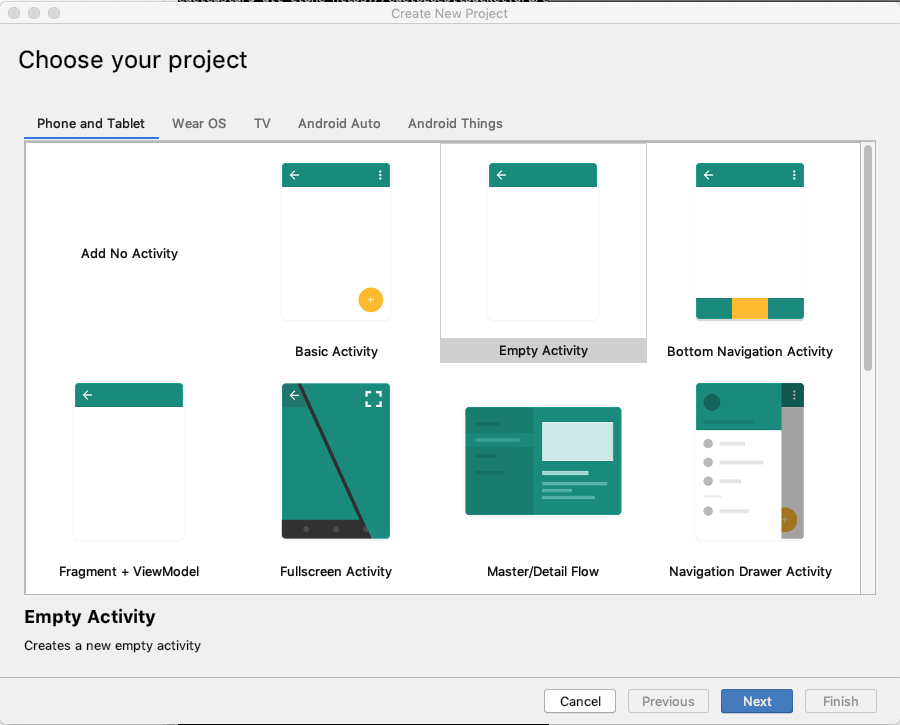 Create New Project
Choose your project
Phone and Tablet Wear OS TV Android Auto Android Things
Add No Activity
Basic Activity
Empty Activity
Bottom Navigation Activity
Fragment + ViewModel
Fullscreen Activity
Master/Detail Flow
Navigation Drawer Activity
Empty Activity
Creates a new empty activity
Cancel Previous Next Finish